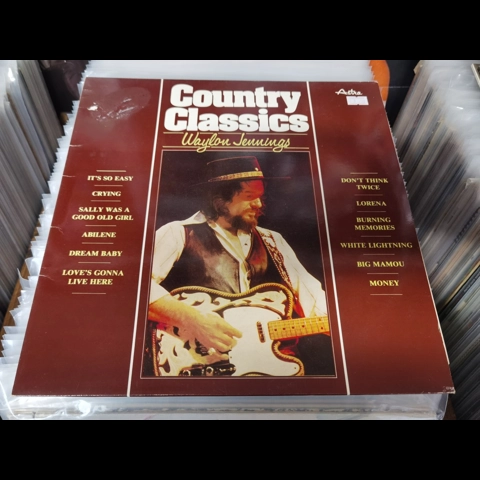 Country
Classics
Astra
Waylon Jennings
IT'S SO EASY
CRYING
SALLY WAS A
GOOD OLD GIRL
ABILENE
DREAM BABY
LOVE'S GONNA
LIVE HERE
DON'T THINK
TWICE
LORENA
BURNING
MEMORIES
WHITE LIGHTNING
BIG MAMOU
MONEY